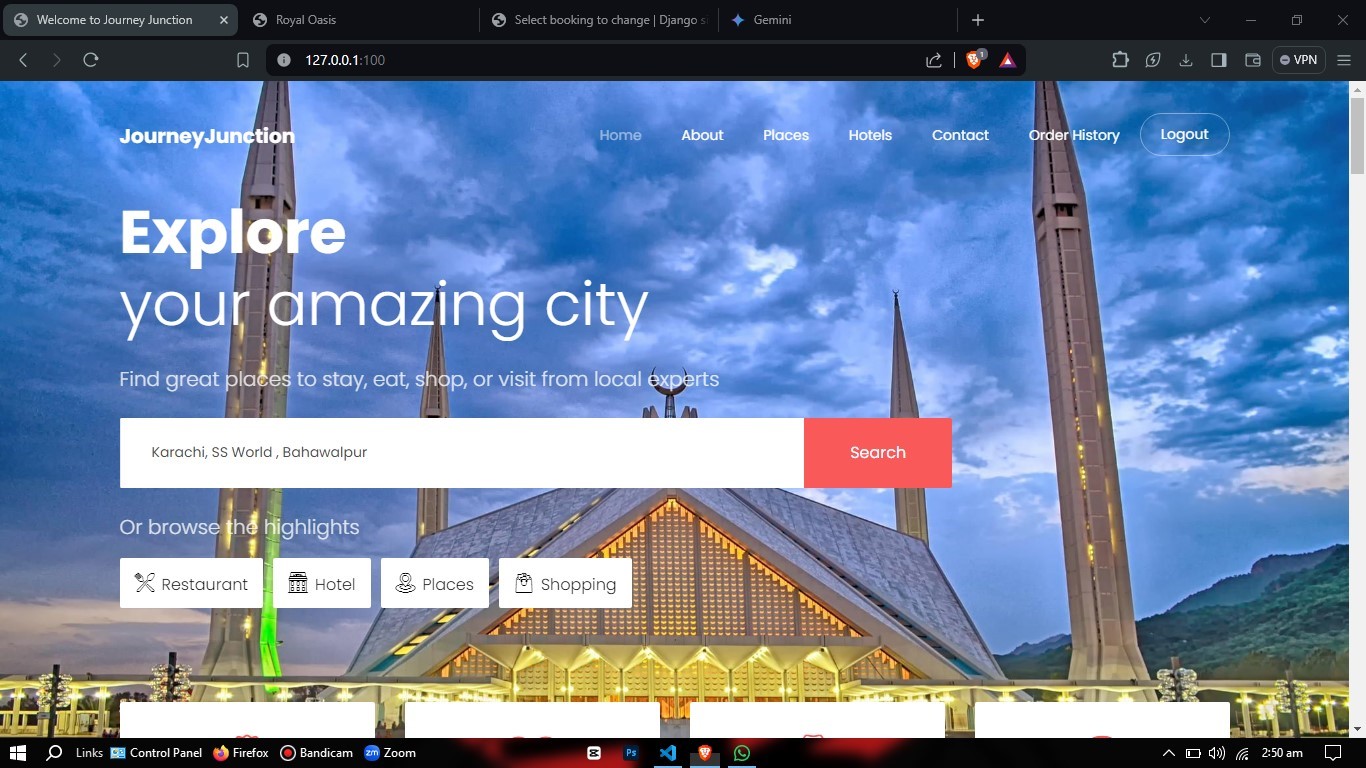 Welcome to Journey Junction
Royal Oasis
Select booking to change | Django s
Gemini
127.0.0.1:100
1
VPN
JourneyJunction
Home
About
Places
Hotels
Contact
Order History
Logout
Explore
your amazing city
Find great places to stay, eat, shop, or visit from local experts
Karachi, SS World , Bahawalpur
Search
Or browse the highlights
Restaurant
Hotel
Places
Shopping
Links
Control Panel
Firefox
Bandicam
zm
Zoom
Ps
2:50 am